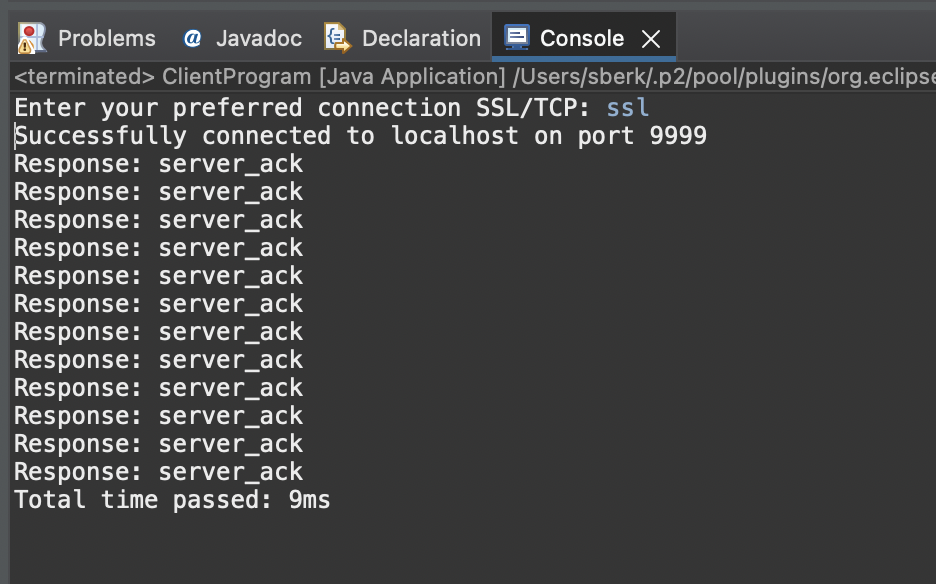 Problems @ Javadoc Declaration Console
<terminated> ClientProgram [Java Application] /Users/sberk/.p2/pool/plugins/org.eclipse
Enter your preferred connection SSL/TCP: ssl
Successfully connected to localhost on port 9999
Response: server_ack
Response: server_ack
Response: server_ack
Response: server_ack
Response: server_ack
Response: server_ack
Response: server_ack
Response: server_ack
Response: server_ack
Response: server_ack
Response: server_ack
Response: server_ack
Total time passed: 9ms